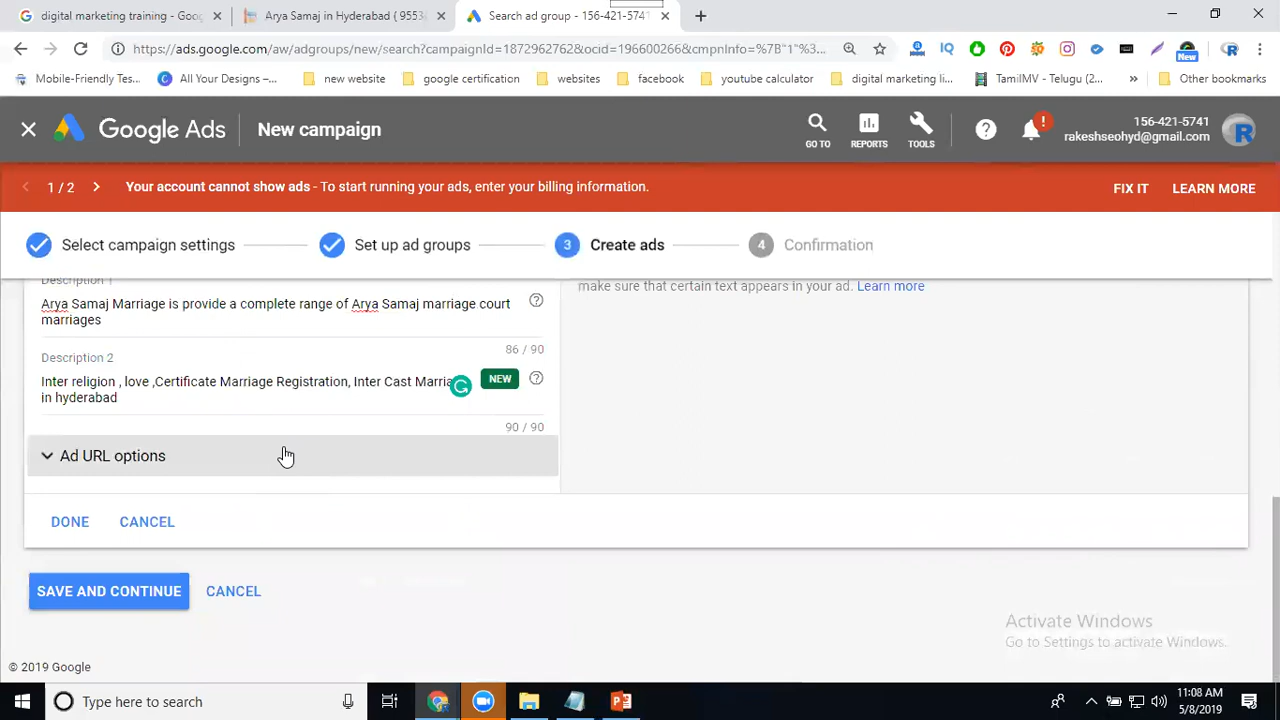 digital marketing training - Goog
Arya Samaj in Hyderabad ( 9553
Search ad group - 156-421-5741
https://ads.google.com/aw/adgroups/new/search?campaignId=1872962762&ocid=196600266&cmpnInfo=%7B"1"%3...
Mobile-Friendly Tes...
All Your Designs –...
new website
google certification
websites
facebook
youtube calculator
digital marketing li...
TamilMV - Telugu (2...
Other bookmarks
New
Google Ads
New campaign
GO TO
REPORTS
TOOLS
156-421-5741
rakeshseohyd@gmail.com
1 / 2
Your account cannot show ads - To start running your ads, enter your billing information.
FIX IT
LEARN MORE
Select campaign settings
Set up ad groups
3
Create ads
4
Confirmation
Description 1
Arya Samaj Marriage is provide a complete range of Arya Samaj marriage court
marriages
86 / 90
make sure that certain text appears in your ad. Learn more
Description 2
Inter religion , love ,Certificate Marriage Registration, Inter Cast Marria
in hyderabad
NEW
90 / 90
Ad URL options
DONE
CANCEL
SAVE AND CONTINUE
CANCEL
Activate Windows
Go to Settings to activate Windows.
© 2019 Google
Type here to search
11:08 AM
5/8/2019